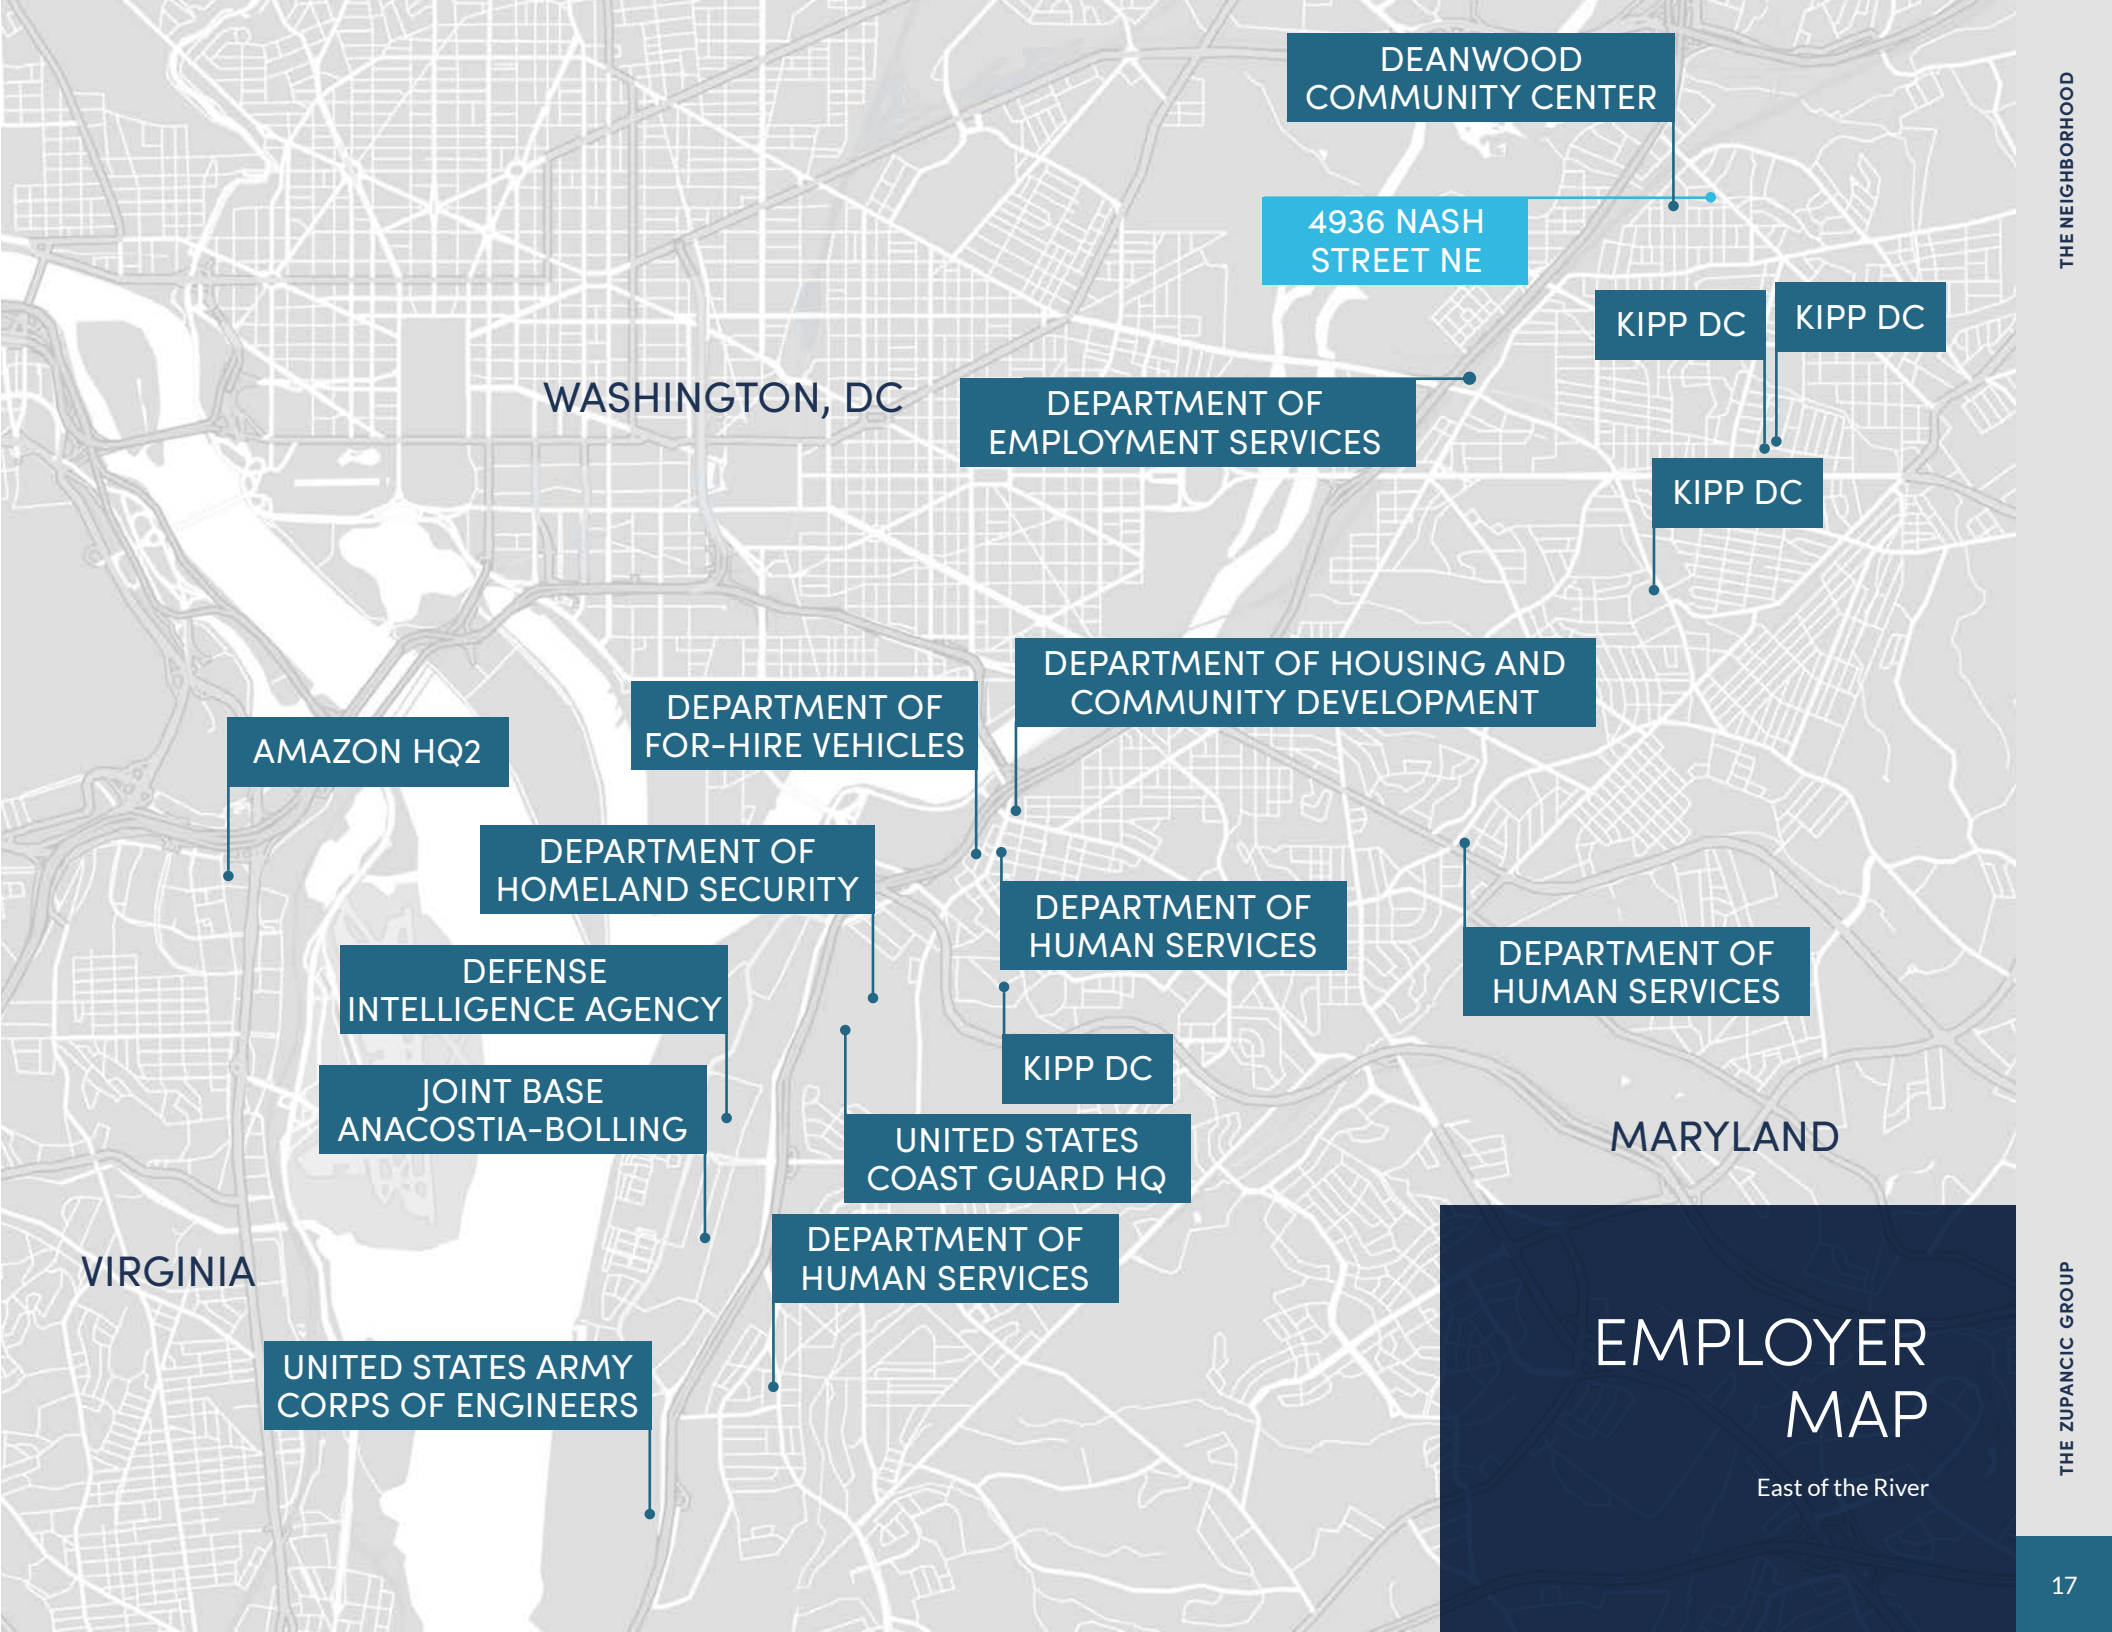 DEANWOOD
COMMUNITY CENTER
THE NEIGHBORHOOD
4936 NASH
STREET NE
KIPP DC
KIPP DC
WASHINGTON, DC
DEPARTMENT OF
EMPLOYMENT SERVICES
KIPP DC
DEPARTMENT OF HOUSING AND
COMMUNITY DEVELOPMENT
DEPARTMENT OF
FOR-HIRE VEHICLES
AMAZON HQ2
DEPARTMENT OF
HOMELAND SECURITY
DEPARTMENT OF
HUMAN SERVICES
DEPARTMENT OF
HUMAN SERVICES
DEFENSE
INTELLIGENCE AGENCY
KIPP DC
JOINT BASE
ANACOSTIA-BOLLING
UNITED STATES
COAST GUARD HQ
MARYLAND
DEPARTMENT OF
HUMAN SERVICES
VIRGINIA
UNITED STATES ARMY
CORPS OF ENGINEERS
EMPLOYER
MAP
East of the River
THE ZUPANCIC GROUP
17